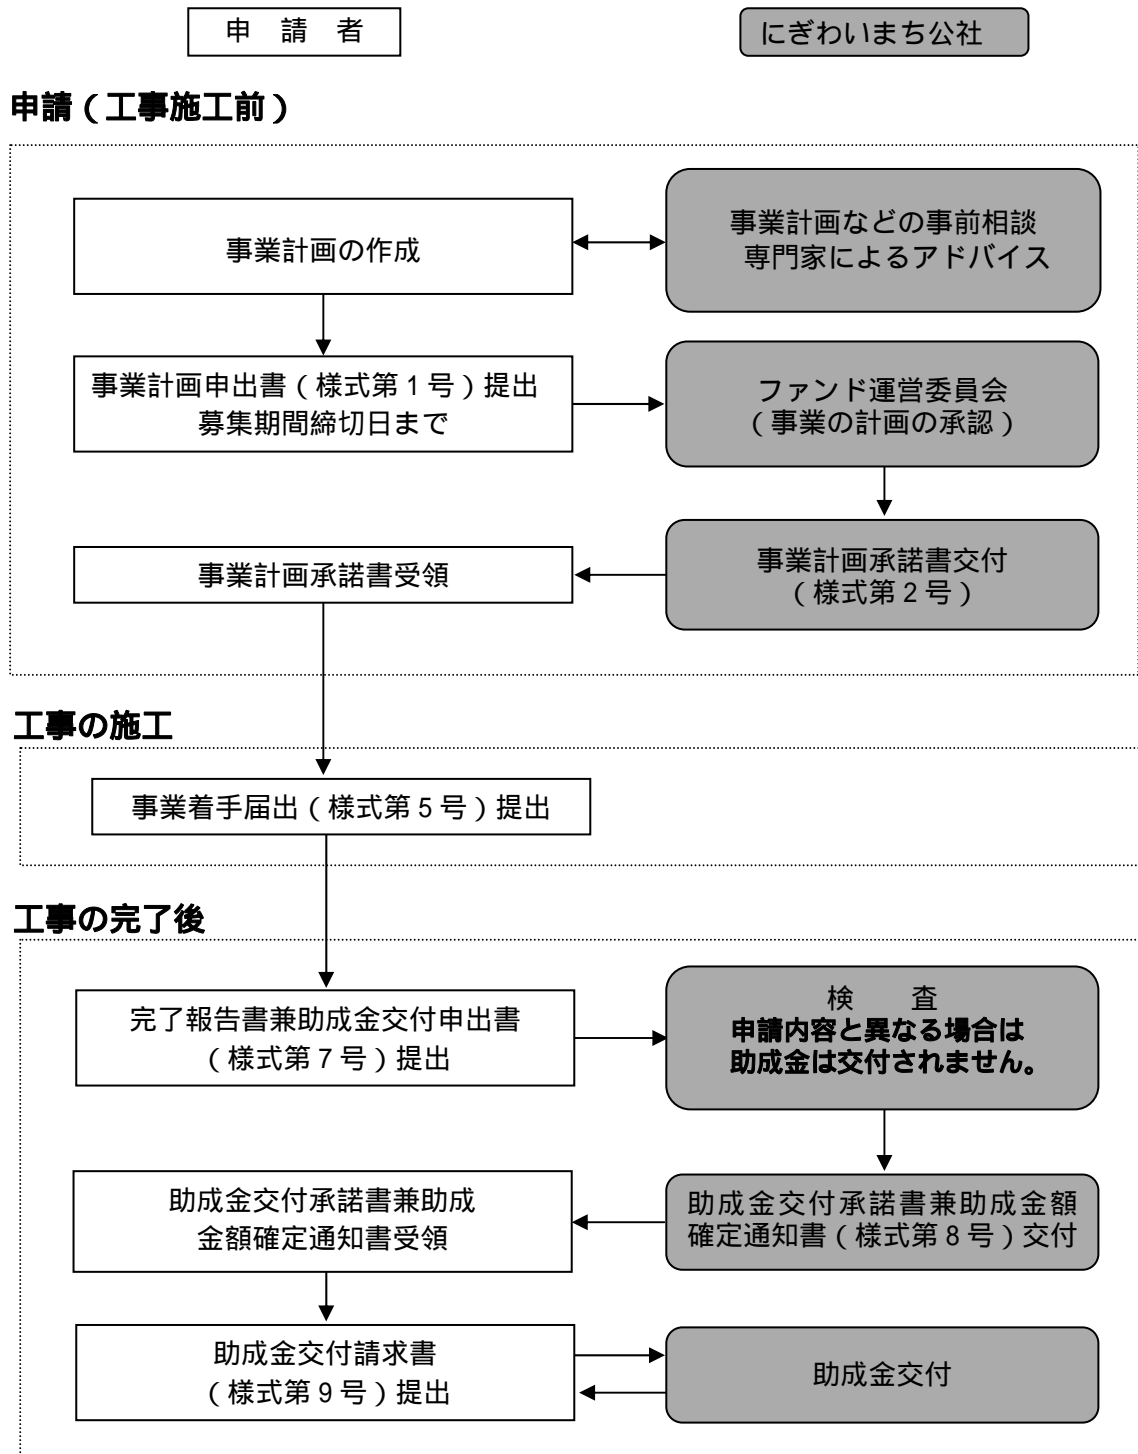 申 請 者
にぎわいまち公社
申請（工事施工前）
事業計画の作成
事業計画などの事前相談
専門家によるアドバイス
事業計画申出書（様式第１号）提出
募集期間締切日まで
ファンド運営委員会
（事業の計画の承認）
事業計画承諾書受領
事業計画承諾書交付
（様式第２号）
工事の施工
事業着手届出（様式第５号）提出
工事の完了後
完了報告書兼助成金交付申出書
（様式第７号）提出
検 査
申請内容と異なる場合は
助成金は交付されません。
助成金交付承諾書兼助成
金額確定通知書受領
助成金交付承諾書兼助成金額
確定通知書（様式第８号）交付
助成金交付請求書
（様式第９号）提出
助成金交付